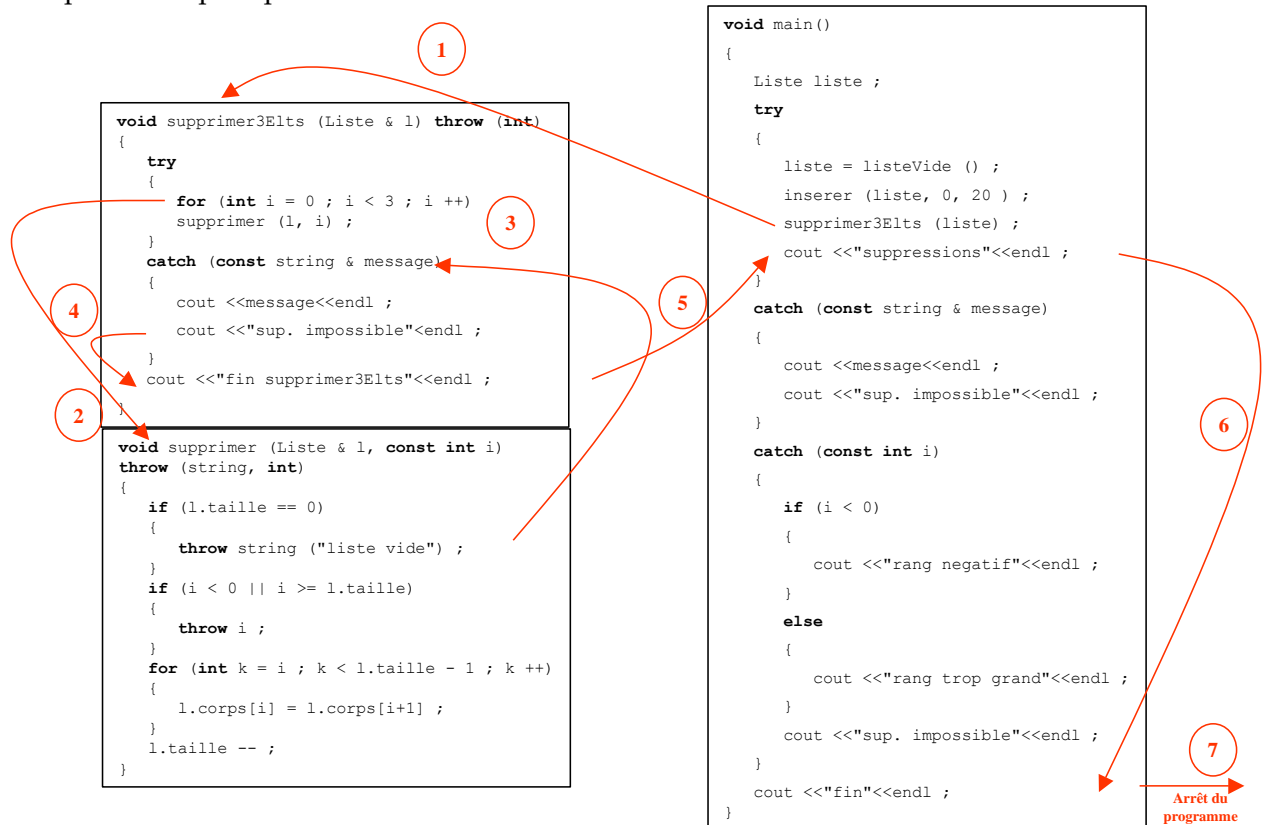 1
void supprimer3Elts (Liste & l) throw (int)
{
try
{
for (int i = 0 ; i < 3 ; i ++)
supprimer (l, i) ;
}
catch (const string & message)
{
cout <<message<<endl ;
cout <<"sup. impossible"<endl ;
}
cout <<"fin supprimer3Elts"<<endl ;
}
3
4
2
void supprimer (Liste & l, const int i)
throw (string, int)
{
if (l.taille == 0)
{
throw string ("liste vide") ;
}
if (i < 0 || i >= l.taille)
{
throw i ;
}
for (int k = i ; k < l.taille - 1 ; k ++)
{
l.corps[i] = l.corps[i+1] ;
}
l.taille -- ;
}
5
void main()
{
Liste liste ;
try
{
liste = listeVide () ;
inserer (liste, 0, 20 ) ;
supprimer3Elts (liste) ;
cout <<"suppressions"<<endl ;
}
catch (const string & message)
{
cout <<message<<endl ;
cout <<"sup. impossible"<<endl ;
}
catch (const int i)
{
if (i < 0)
{
cout <<"rang negatif"<<endl ;
}
else
{
cout <<"rang trop grand"<<endl ;
}
cout <<"sup. impossible"<<endl ;
}
cout <<"fin"<<endl ;
}
6
7
Arrêt du
programme